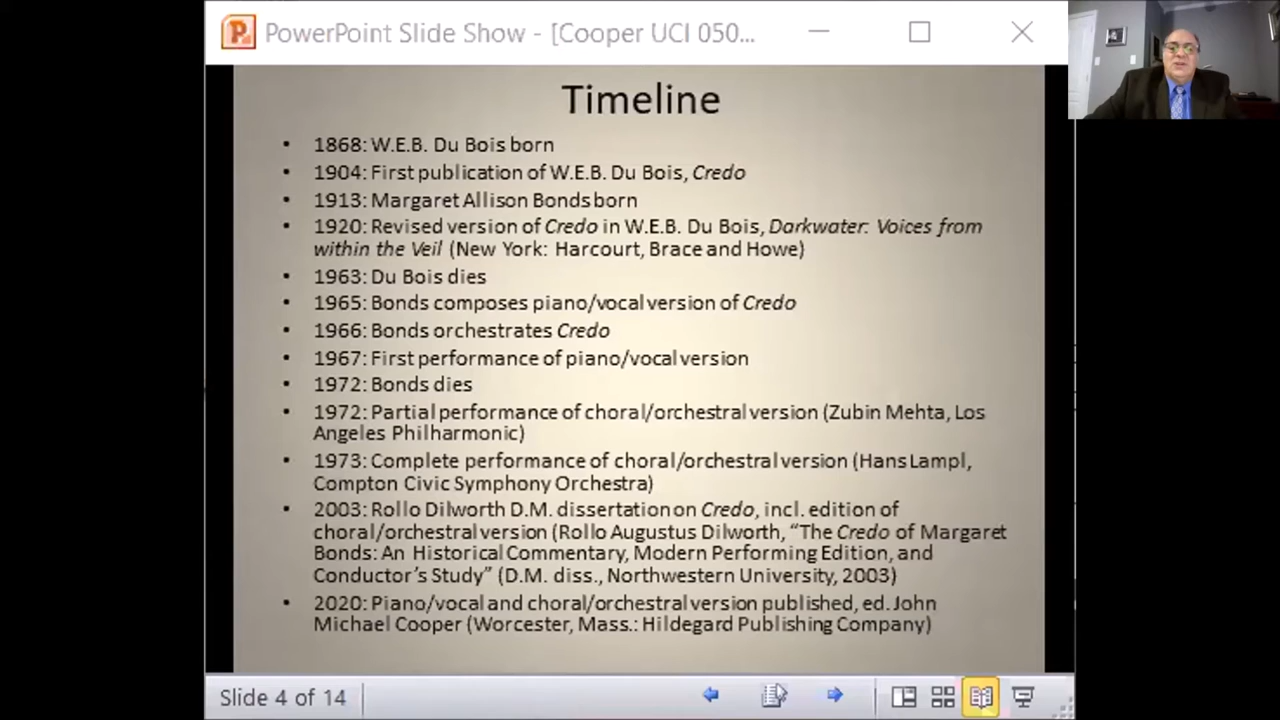 PowerPoint Slide Show - [Cooper UCI 050...
Timeline
• 1868: W.E.B. Du Bois born
• 1904: First publication of W.E.B. Du Bois, Credo
• 1913: Margaret Allison Bonds born
• 1920: Revised version of Credo in W.E.B. Du Bois, Darkwater: Voices from
within the Veil (New York: Harcourt, Brace and Howe)
• 1963: Du Bois dies
• 1965: Bonds composes piano/vocal version of Credo
• 1966: Bonds orchestrates Credo
• 1967: First performance of piano/vocal version
• 1972: Bonds dies
• 1972: Partial performance of choral/orchestral version (Zubin Mehta, Los
Angeles Philharmonic)
• 1973: Complete performance of choral/orchestral version (Hans Lampl,
Compton Civic Symphony Orchestra)
• 2003: Rollo Dilworth D.M. dissertation on Credo, incl. edition of
choral/orchestral version (Rollo Augustus Dilworth, “The Credo of Margaret
Bonds: An Historical Commentary, Modern Performing Edition, and
Conductor’s Study” (D.M. diss., Northwestern University, 2003)
• 2020: Piano/vocal and choral/orchestral version published, ed. John
Michael Cooper (Worcester, Mass.: Hildegard Publishing Company)
Slide 4 of 14